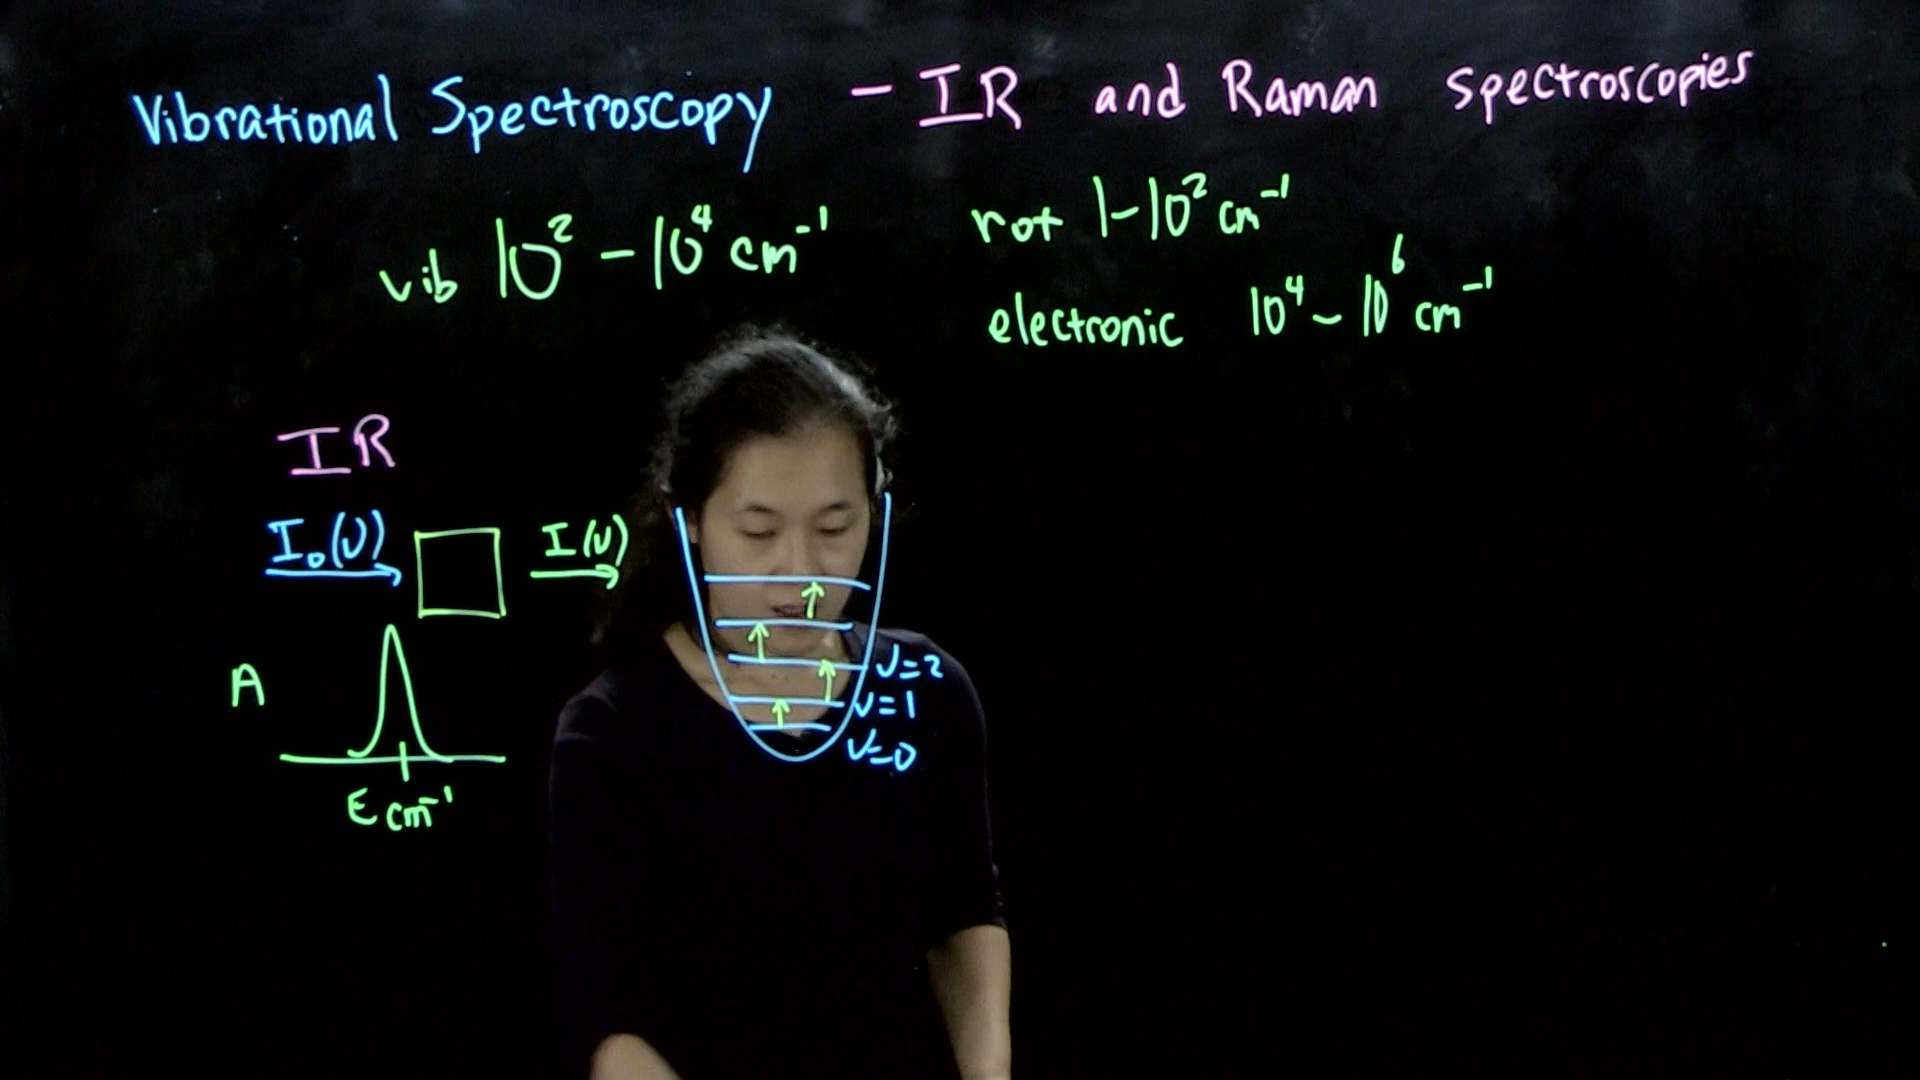 Vibrational Spectroscopy - IR and Raman Spectroscopies
vib 10² - 10⁴ cm⁻¹
rot 1-10² cm⁻¹
electronic 10⁴ - 10⁶ cm⁻¹
IR
I₀(ν)
I(ν)
A
E cm⁻¹
v=2
v=1
v=0